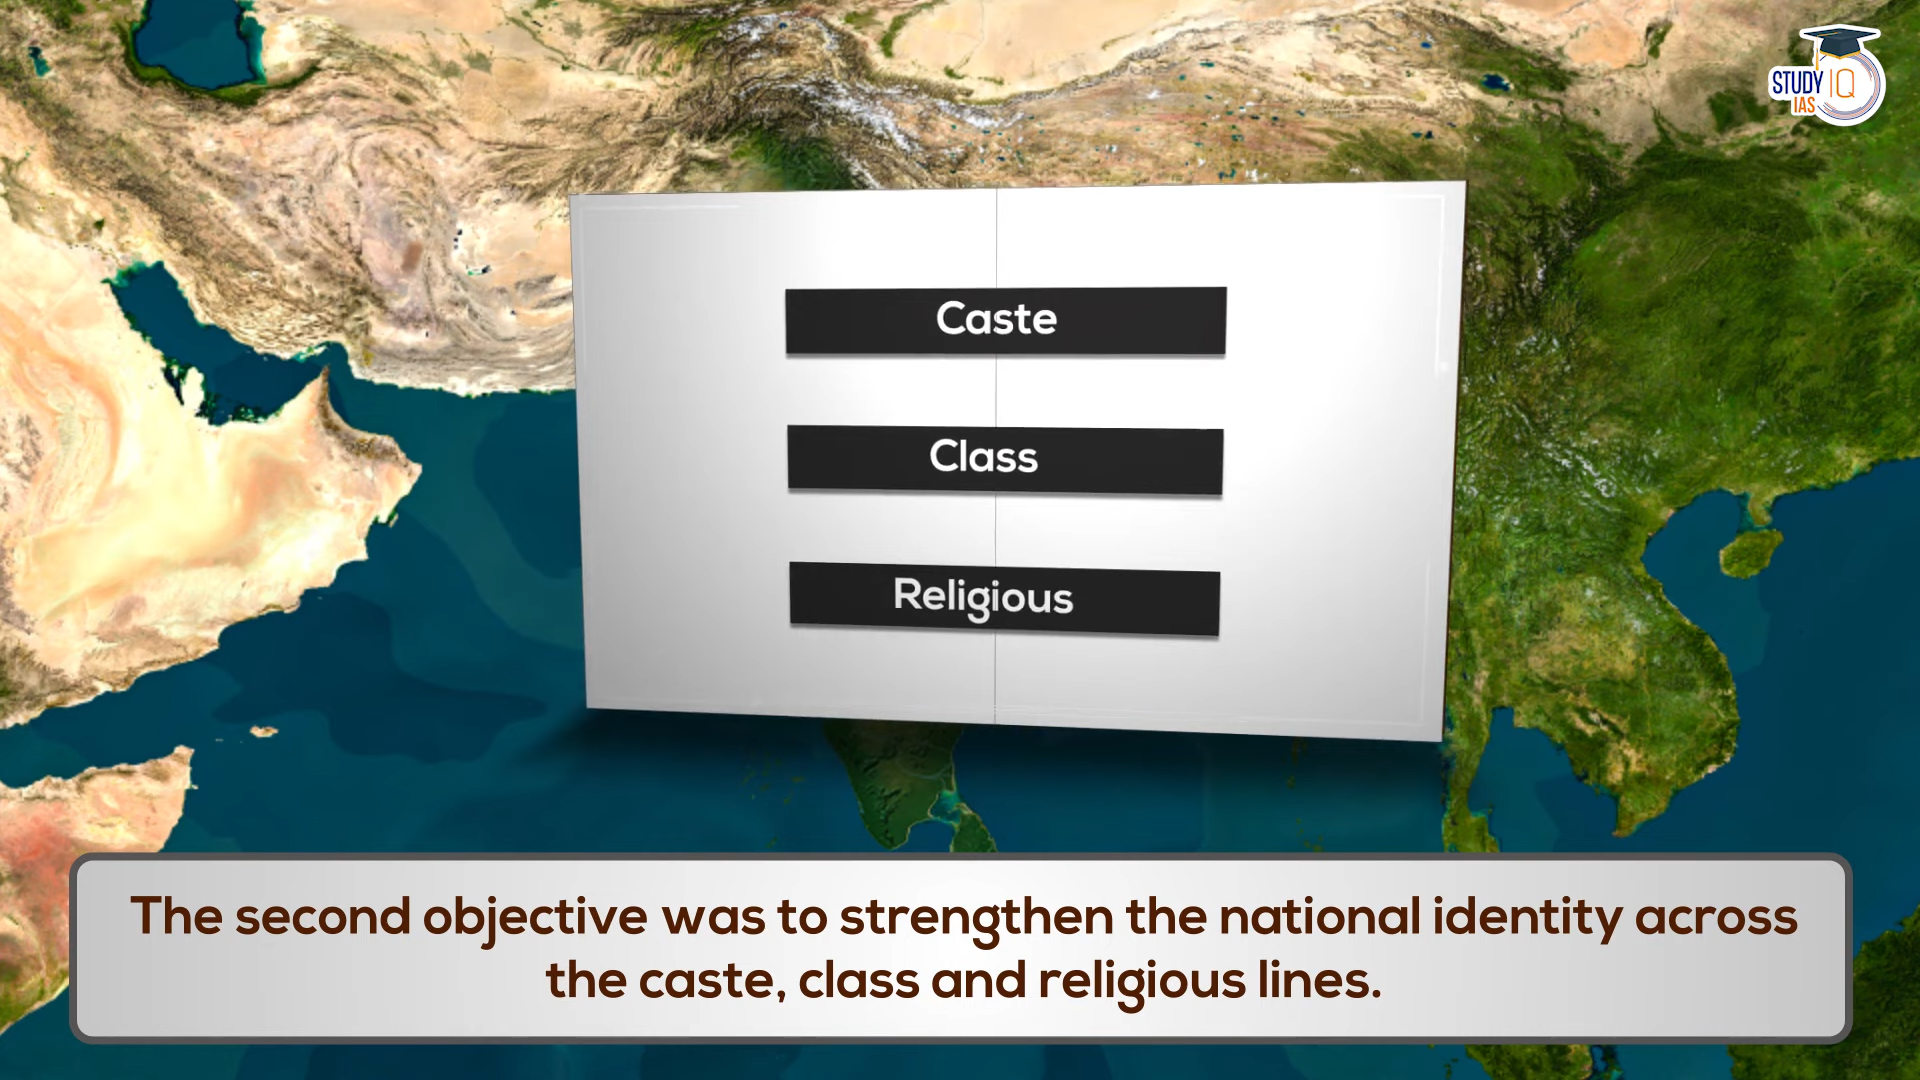 STUDY IQ
IAS
Caste
Class
Religious
The second objective was to strengthen the national identity across
the caste, class and religious lines.